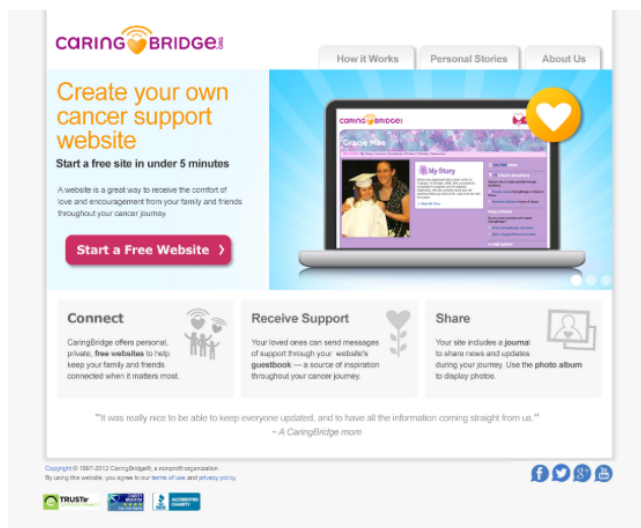 CARINGBRIDGE.ORG
How it Works
Personal Stories
About Us
Create your own
cancer support
website
Start a free site in under 5 minutes
A website is a great way to receive the comfort of
love and encouragement from your family and friends
throughout your cancer journey.
Start a Free Website
CARINGBRIDGE
Gracie Mae
My Story
Connect
CaringBridge offers personal,
private, free websites to help
keep your family and friends
connected when it matters most.
Receive Support
Your loved ones can send messages
of support through your website's
guestbook — a source of inspiration
throughout your cancer journey.
Share
Your site includes a journal
to share news and updates
during your journey. Use the photo album
to display photos.
"It was really nice to be able to keep everyone updated, and to have all the information coming straight from us."
~ A CaringBridge mom
Copyright © 1997-2012 CaringBridge®, a nonprofit organization.
By using this website, you agree to our terms of use and privacy policy
TRUSTe
CHARITY
ACCREDITED
CHARITY